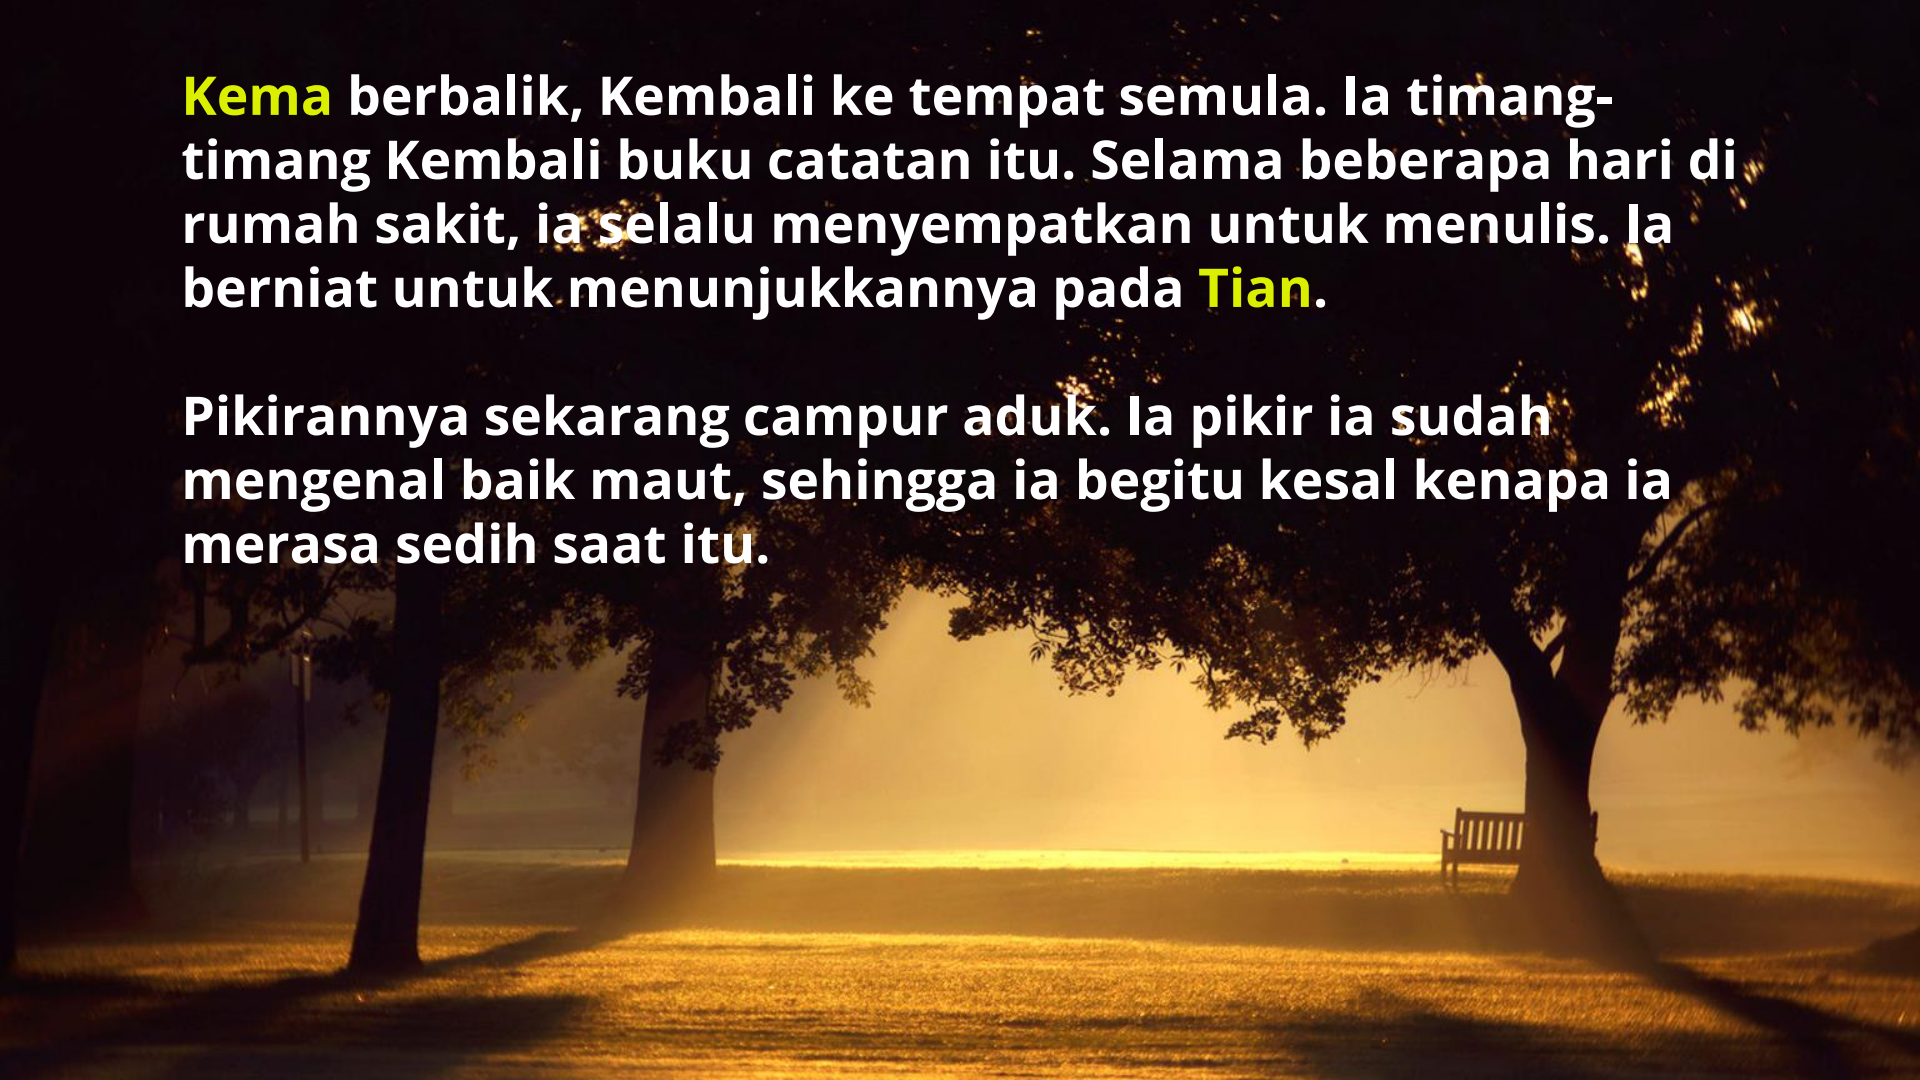 Kema berbalik, Kembali ke tempat semula. Ia timang-
timang Kembali buku catatan itu. Selama beberapa hari di
rumah sakit, ia selalu menyempatkan untuk menulis. Ia
berniat untuk menunjukkannya pada Tian.
Pikirannya sekarang campur aduk. Ia pikir ia sudah
mengenal baik maut, sehingga ia begitu kesal kenapa ia
merasa sedih saat itu.